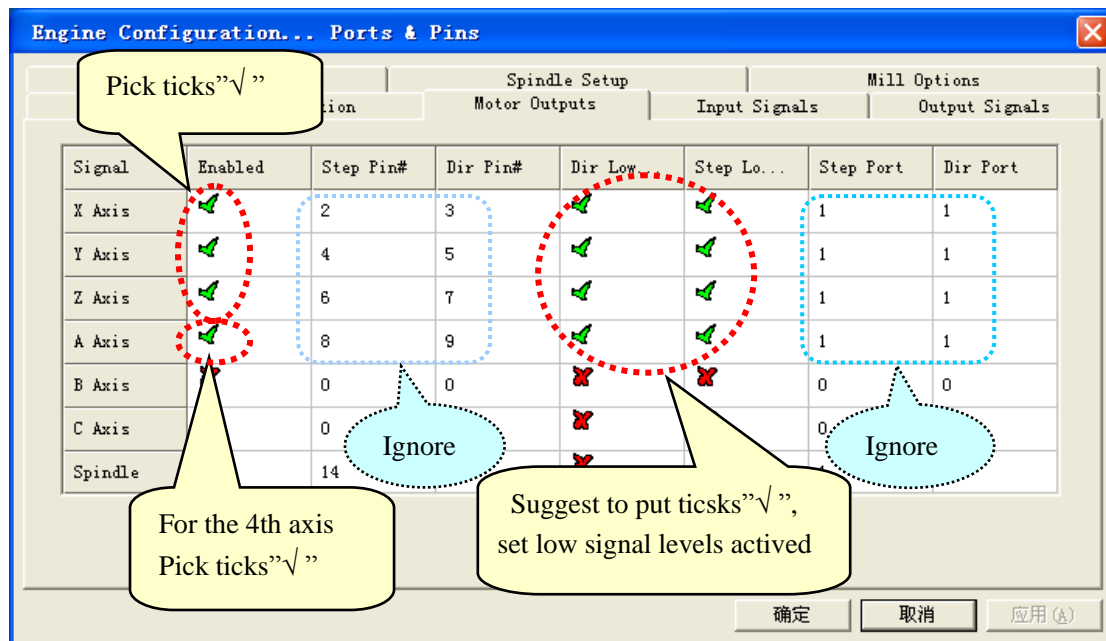 Engine Configuration... Ports & Pins
Pick ticks”√ ”
Spindle Setup
Mill Options
tion
Motor Outputs
Input Signals
Output Signals
Signal
Enabled
Step Pin#
Dir Pin#
Dir Low...
Step Lo...
Step Port
Dir Port
X Axis
2
3
1
1
Y Axis
4
5
1
1
Z Axis
6
7
1
1
A Axis
8
9
1
1
B Axis
0
0
0
0
C Axis
0
0
Ignore
Ignore
Spindle
14
Suggest to put ticsks”√ ”,
set low signal levels actived
For the 4th axis
Pick ticks”√ ”
确定
取消
应用(A)